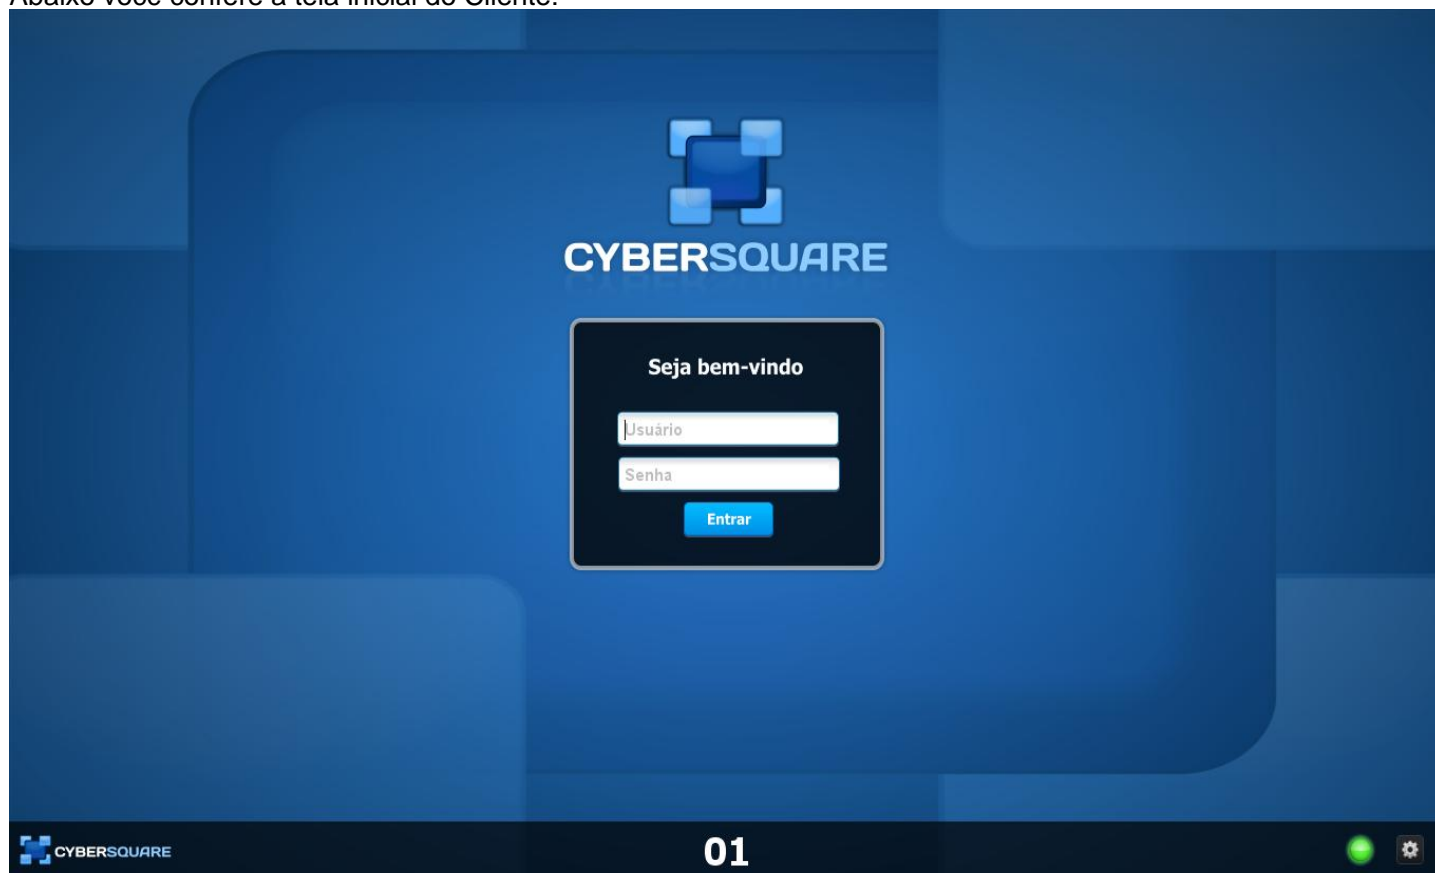 Abaixo você confere a tela inicial do Cliente:
CYBERSQUARE
Seja bem-vindo
Usuário
Senha
Entrar
CYBERSQUARE
01